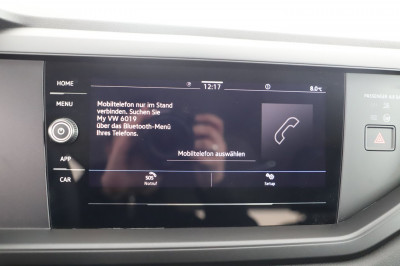 HOME
12:17
8.0°C
MENU
Mobiltelefon nur im Stand
verbinden. Suchen Sie
My VW 6019
über das Bluetooth-Menü
Ihres Telefons.
Mobiltelefon auswählen
APP
CAR
SOS
Notruf
Setup